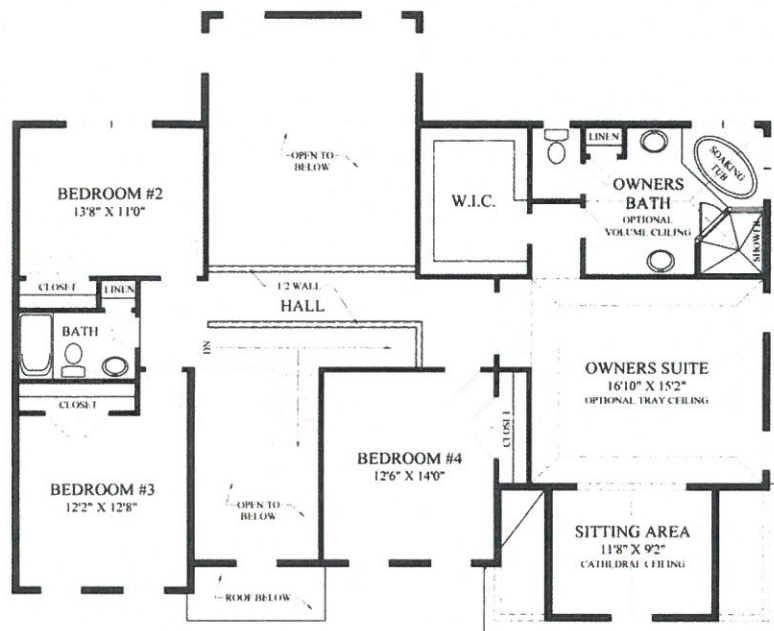 OPEN TO
BELOW
BEDROOM #2
13'8" X 11'0"
W.I.C.
LINEN
SOAKING
TUB
OWNERS
BATH
OPTIONAL
VOLUME CEILING
SHOWER
CLOSET
LINEN
1/2 WALL
HALL
BATH
DN
OWNERS SUITE
16'10" X 15'2"
OPTIONAL TRAY CEILING
CLOSET
CLOSET
BEDROOM #4
12'6" X 14'0"
BEDROOM #3
12'2" X 12'8"
OPEN TO
BELOW
SITTING AREA
11'8" X 9'2"
CATHEDRAL CEILING
ROOF BELOW